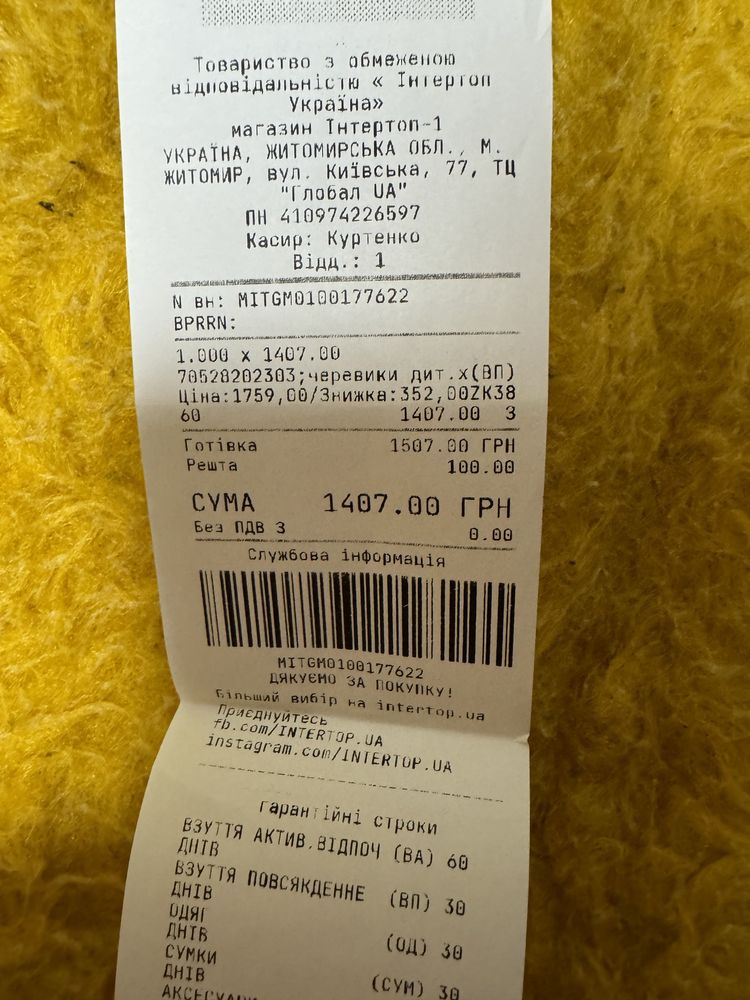 Товариство з обмеженою
відповідальністю « Інтертоп
Україна»
магазин Інтертоп-1
УКРАЇНА, ЖИТОМИРСЬКА ОБЛ., М.
ЖИТОМИР, вул. Київська, 77, ТЦ
"Глобал UA"
ПН 410974226597
Касир: Куртенко
Відд.: 1
N вн: MITGM0100177622
BPRRN:
1.000 x 1407.00
70528202303;черевики дит.х(ВП)
Ціна:1759,00/Знижка:352,00ZK38
60 1407.00 З
Готівка 1507.00 ГРН
Решта 100.00
СУМА 1407.00 ГРН
Без ПДВ З 0.00
Службова інформація
MITGM0100177622
ДЯКУЄМО ЗА ПОКУПКУ!
Більший вибір на intertop.ua
Приєднуйтесь
fb.com/INTERTOP.UA
instagram.com/INTERTOP.UA
гарантійні строки
ВЗУТТЯ АКТИВ.ВІДПОЧ (ВА) 60
ДНІВ
ВЗУТТЯ ПОВСЯКДЕННЕ (ВП) 30
ДНІВ
ОДЯГ (ОД) 30
ДНІВ
СУМКИ (СУМ) 30
ДНІВ